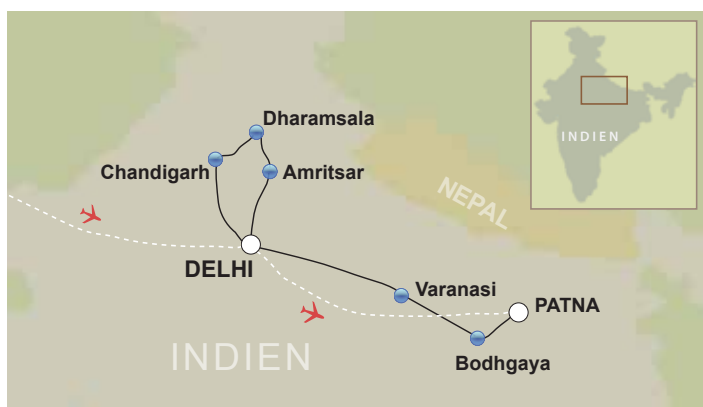 Dharamsala
Chandigarh
Amritsar
NEPAL
INDIEN
DELHI
Varanasi
PATNA
Bodhgaya
INDIEN